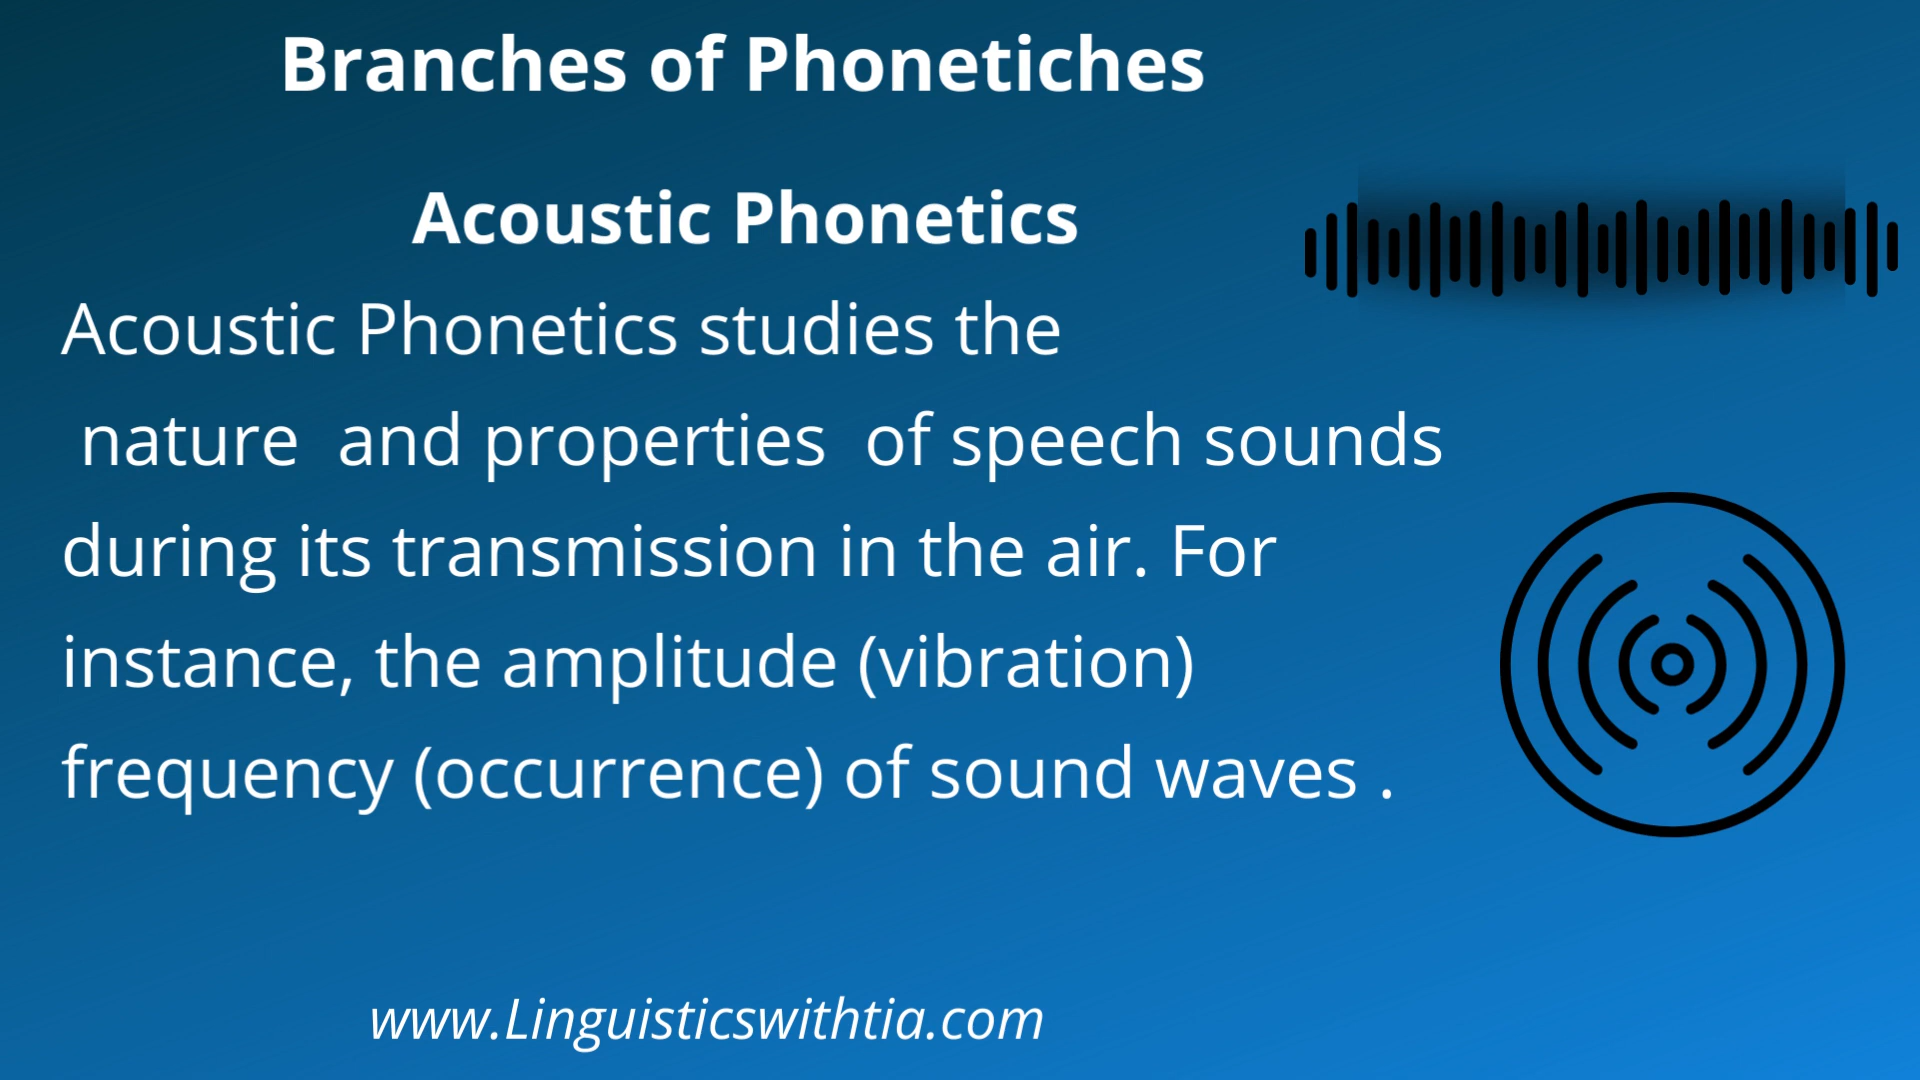 Branches of Phonetiches
Acoustic Phonetics
Acoustic Phonetics studies the
nature and properties of speech sounds
during its transmission in the air. For
instance, the amplitude (vibration)
frequency (occurrence) of sound waves .
www.Linguisticswithtia.com